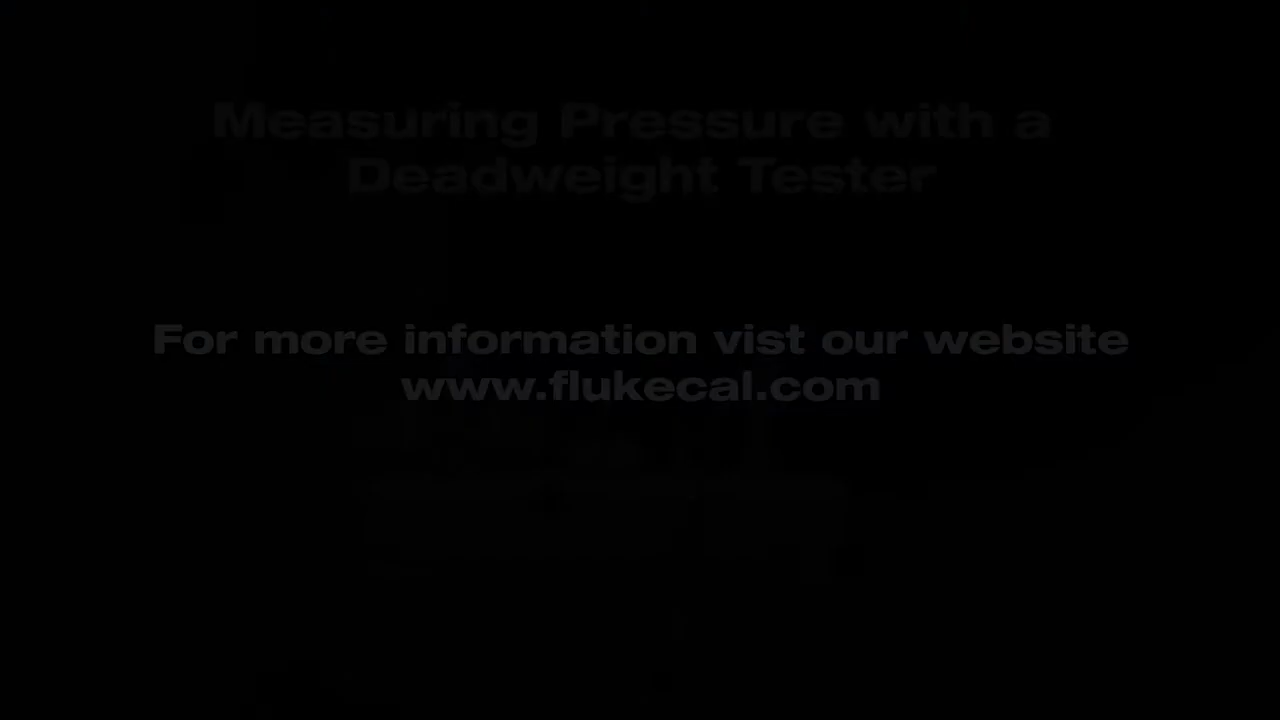 Measuring Pressure with a
Deadweight Tester
For more information vist our website
www.flukecal.com